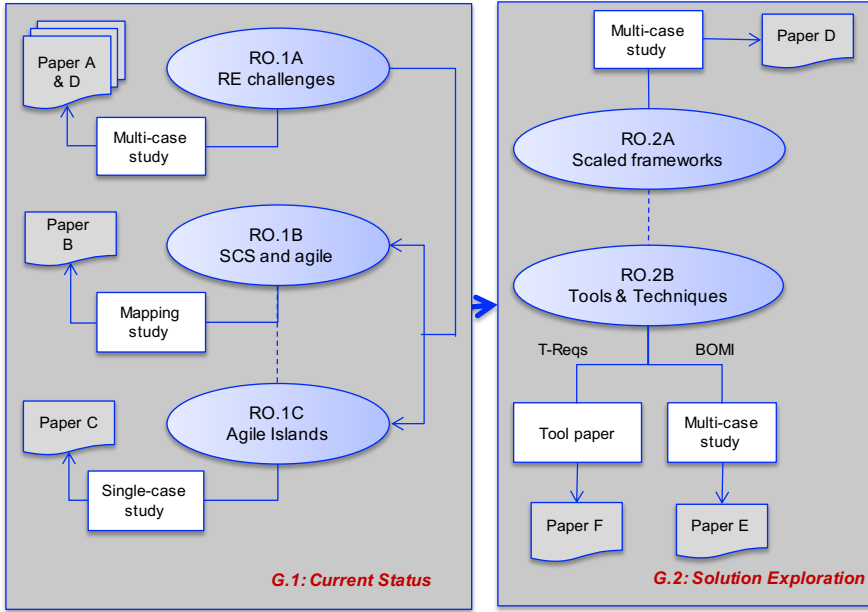 Paper A
& D
RO.1A
RE challenges
Multi-case
study
Paper
B
RO.1B
SCS and agile
Mapping
study
RO.1C
Agile Islands
Paper C
Single-case
study
G.1: Current Status
Multi-case
study
Paper D
RO.2A
Scaled frameworks
RO.2B
Tools & Techniques
T-Reqs
BOMI
Tool paper
Multi-case
study
Paper F
Paper E
G.2: Solution Exploration